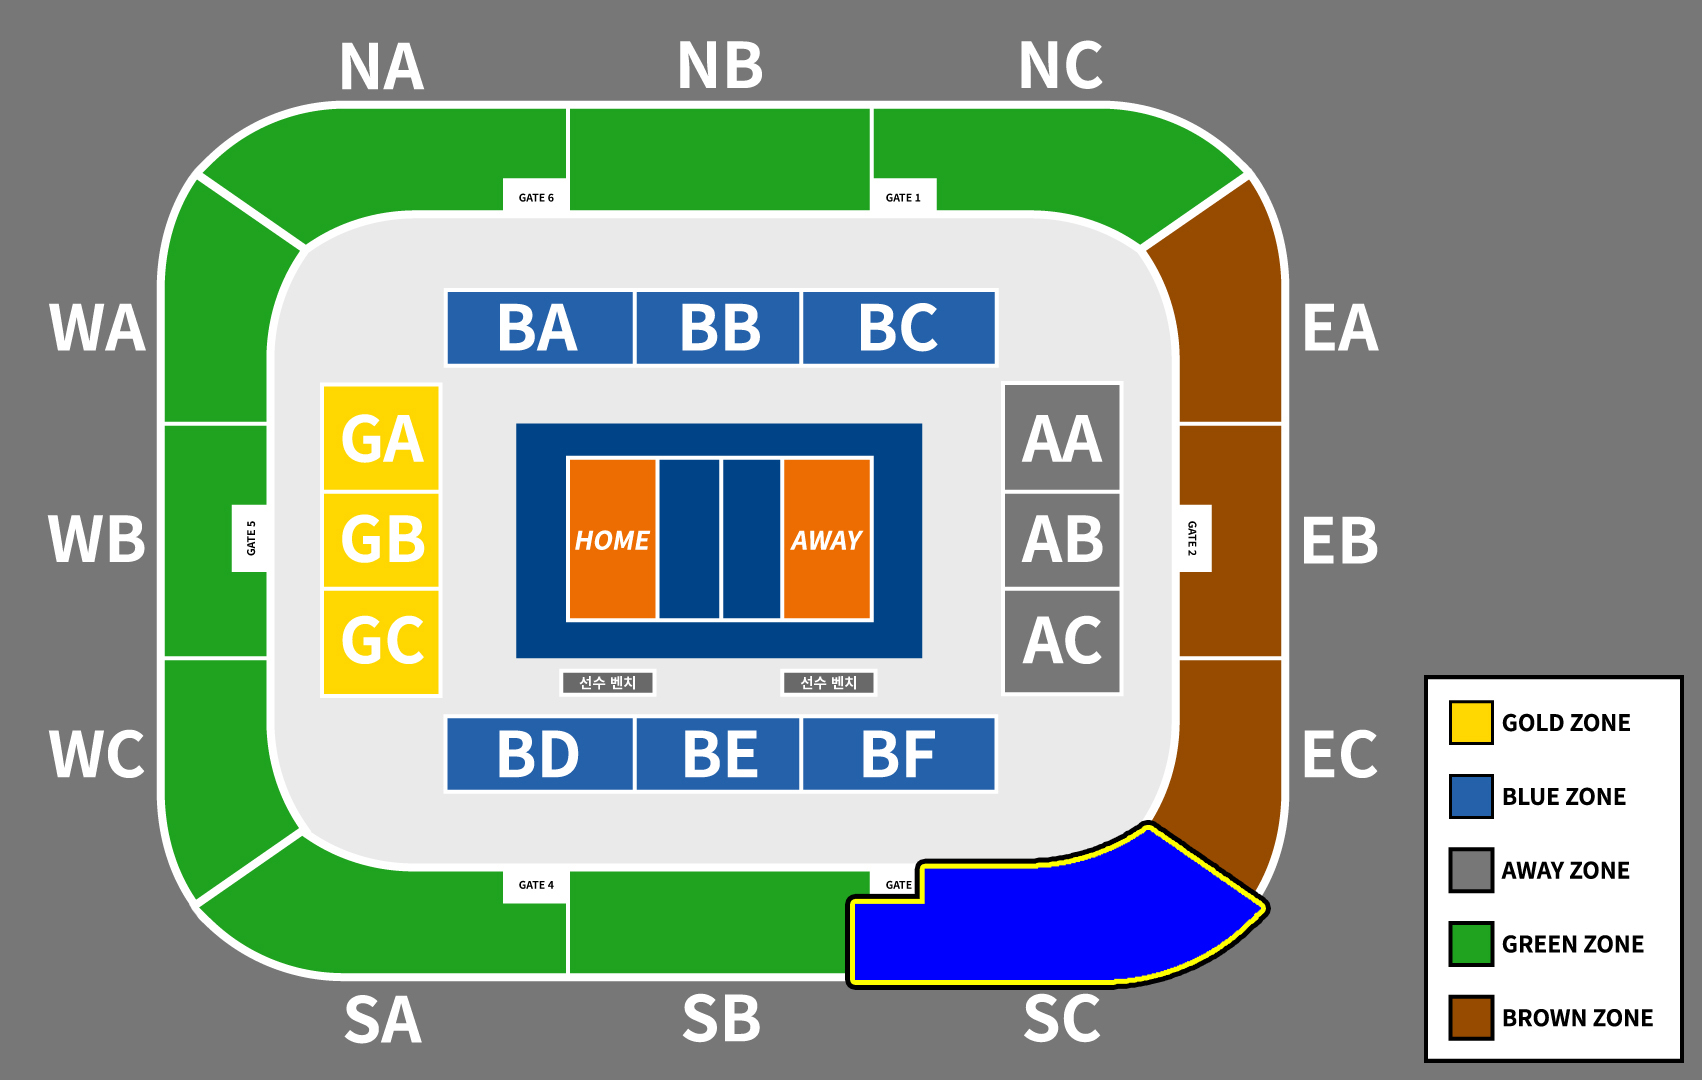 NA NB NC
GATE 6 GATE 1
WA BA BB BC EA
GA AA
WB GATE 5 GB HOME AWAY AB GATE 2 EB
GC AC
선수 벤치 선수 벤치
WC BD BE BF EC
GATE 4 GATE
SA SB SC
GOLD ZONE
BLUE ZONE
AWAY ZONE
GREEN ZONE
BROWN ZONE